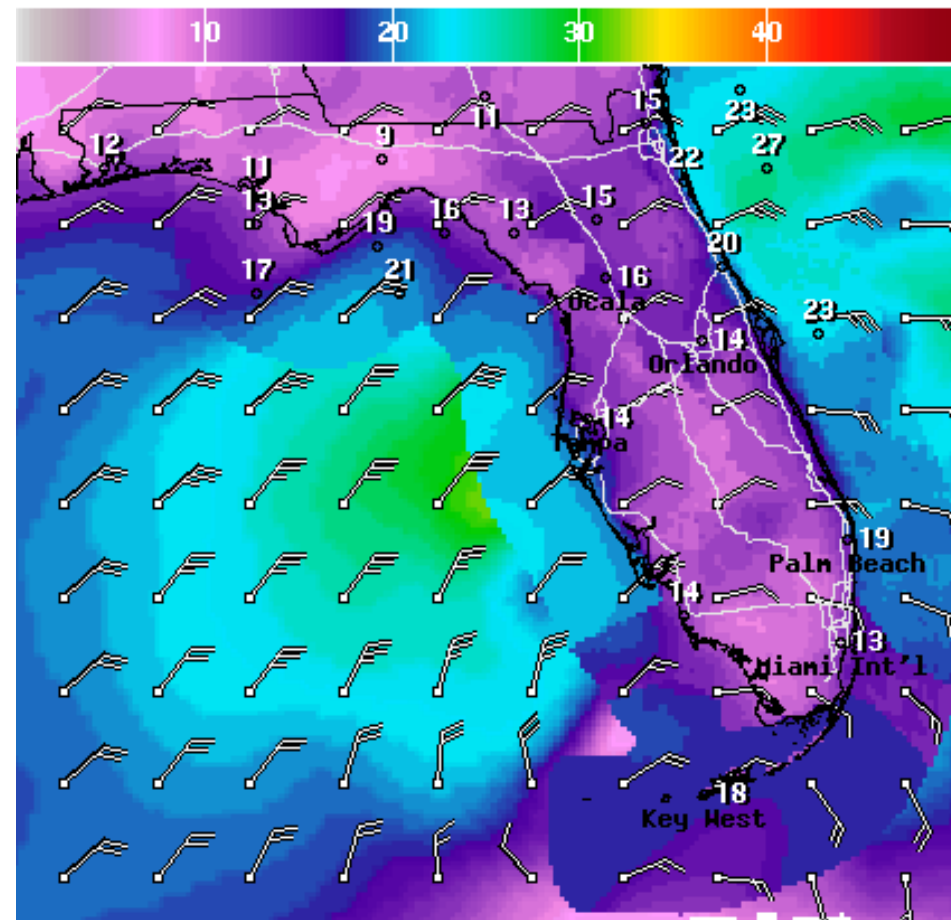 10 20 30 40
15 23
11
9
12
27
22
11
13
15
19 16 13
20
17 21
16
Ocala
23
14
Orlando
14
Tampa
19
Palm Beach
14
13
Miami Int'l
18
Key West